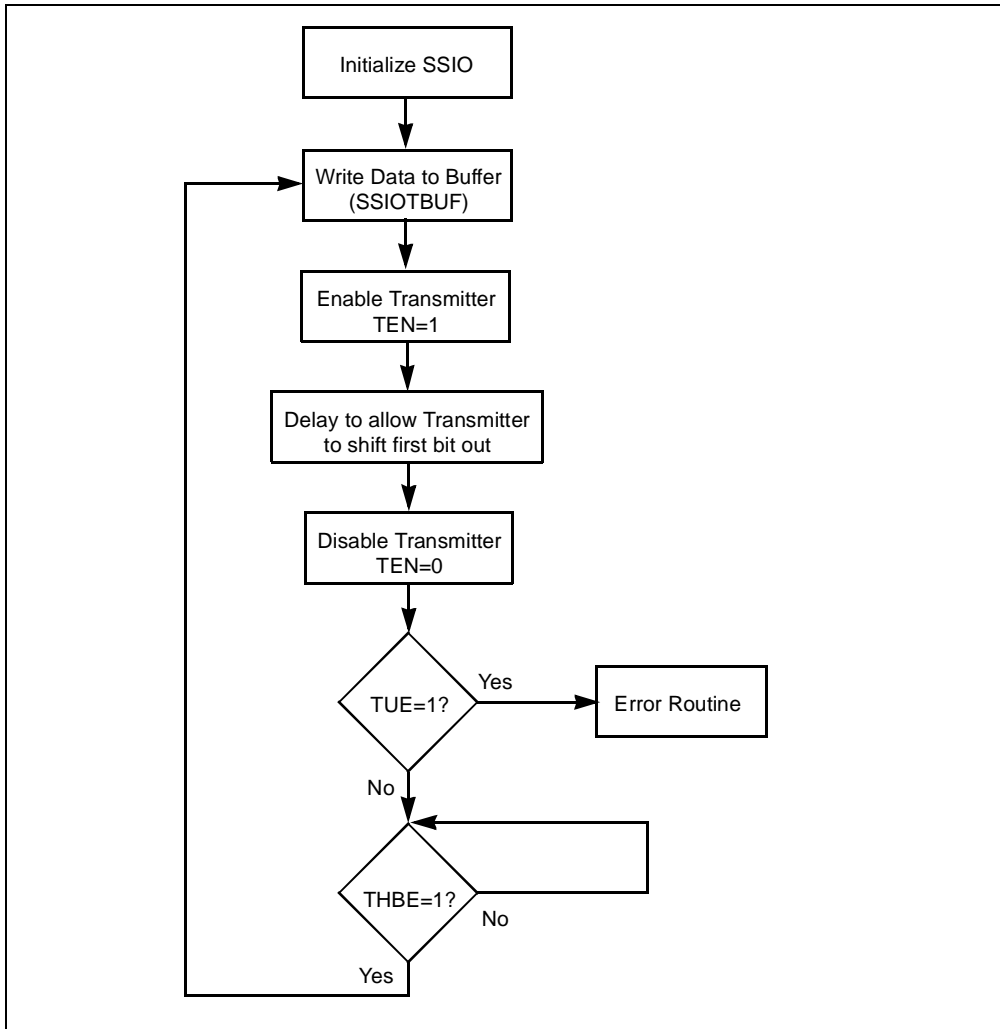 Initialize SSIO
Write Data to Buffer
(SSIOTBUF)
Enable Transmitter
TEN=1
Delay to allow Transmitter
to shift first bit out
Disable Transmitter
TEN=0
TUE=1?
Yes
Error Routine
No
THBE=1?
No
Yes